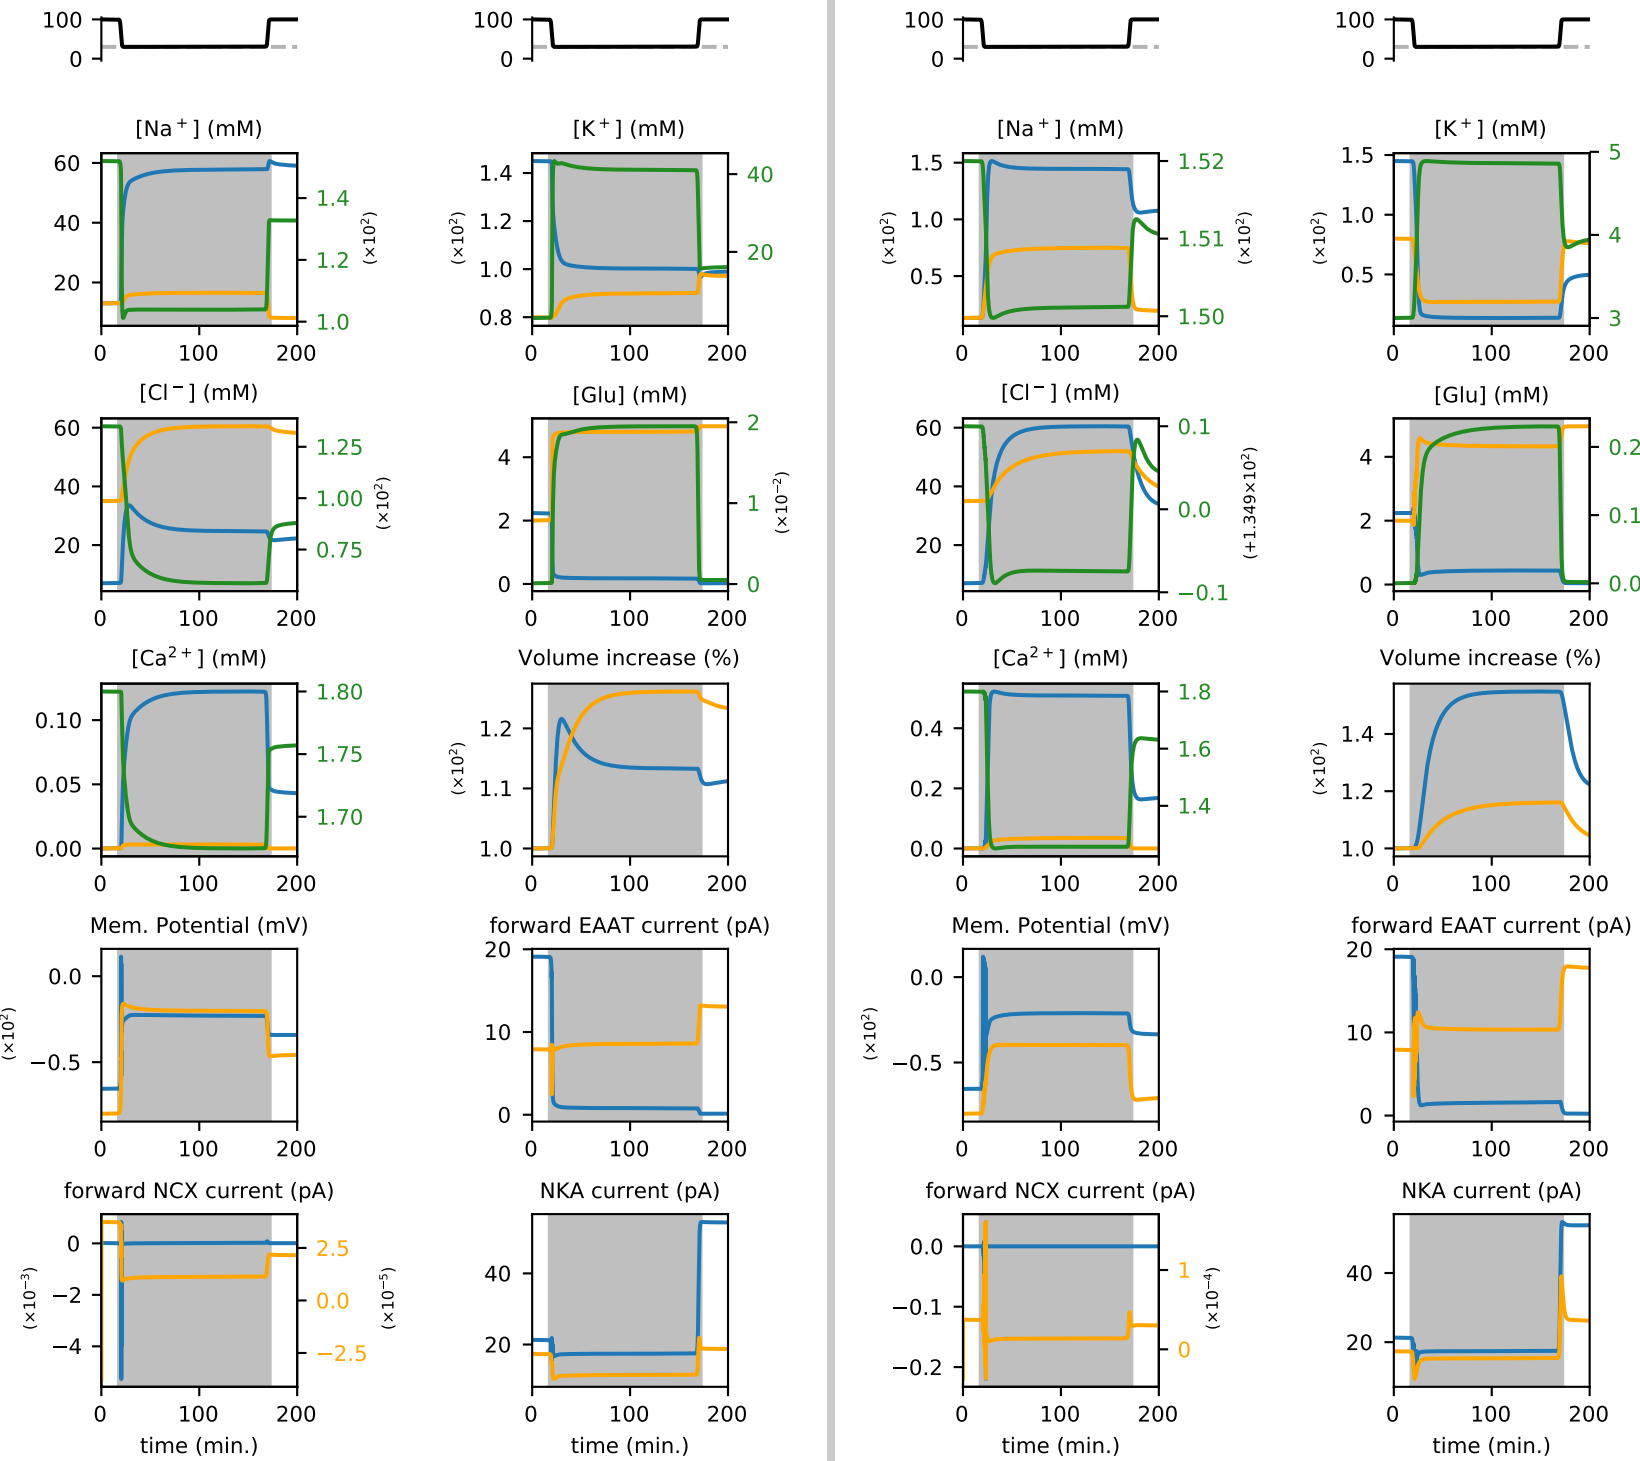 100
0
100
0
100
0
100
0
[Na⁺] (mM)
60
40
20
1.4
1.2
1.0
(×10²)
0 100 200
[K⁺] (mM)
(×10²)
1.4
1.2
1.0
0.8
40
20
0 100 200
[Na⁺] (mM)
(×10²)
1.5
1.0
0.5
1.52
1.51
1.50
(×10²)
0 100 200
[K⁺] (mM)
(×10²)
1.5
1.0
0.5
5
4
3
0 100 200
[Cl⁻] (mM)
60
40
20
1.25
1.00
0.75
(×10²)
0 100 200
[Glu] (mM)
4
2
0
2
1
0
(×10⁻²)
0 100 200
[Cl⁻] (mM)
60
40
20
0.1
0.0
−0.1
(+1.349×10²)
0 100 200
[Glu] (mM)
4
2
0
0.2
0.1
0.0
0 100 200
[Ca²⁺] (mM)
0.10
0.05
0.00
1.80
1.75
1.70
0 100 200
Volume increase (%)
(×10²)
1.2
1.1
1.0
0 100 200
[Ca²⁺] (mM)
0.4
0.2
0.0
1.8
1.6
1.4
0 100 200
Volume increase (%)
(×10²)
1.4
1.2
1.0
0 100 200
Mem. Potential (mV)
(×10²)
0.0
−0.5
0 100 200
forward EAAT current (pA)
20
10
0
0 100 200
Mem. Potential (mV)
(×10²)
0.0
−0.5
0 100 200
forward EAAT current (pA)
20
10
0
0 100 200
forward NCX current (pA)
(×10⁻³)
0
−2
−4
2.5
0.0
−2.5
(×10⁻⁵)
0 100 200
time (min.)
NKA current (pA)
40
20
0 100 200
time (min.)
forward NCX current (pA)
0.0
−0.1
−0.2
1
0
(×10⁻⁴)
0 100 200
time (min.)
NKA current (pA)
40
20
0 100 200
time (min.)